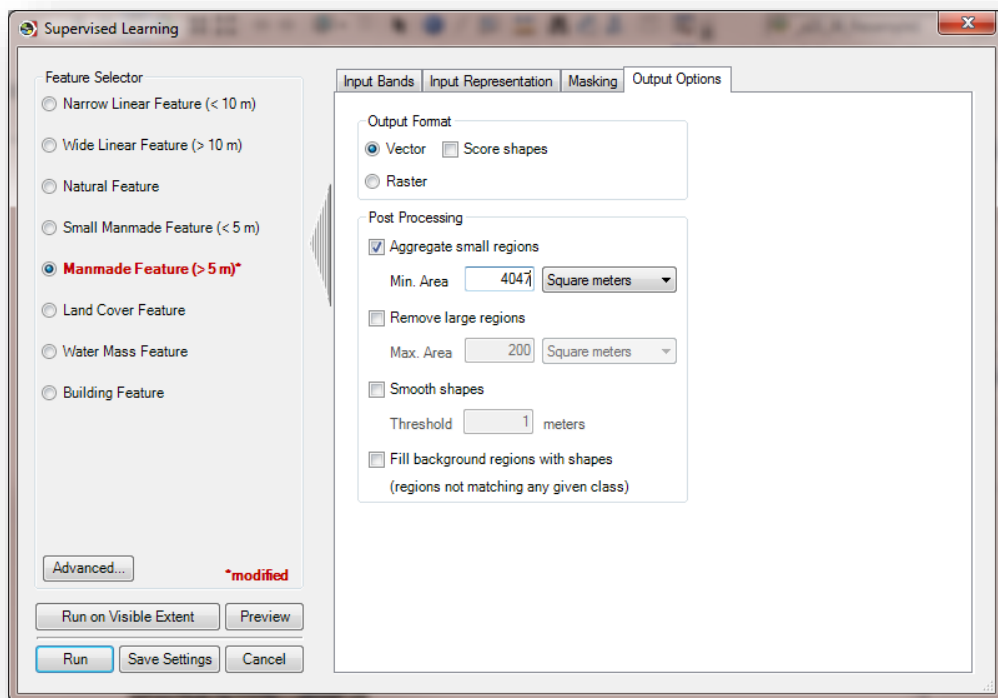 Supervised Learning
Feature Selector
Narrow Linear Feature (< 10 m)
Wide Linear Feature (> 10 m)
Natural Feature
Small Manmade Feature (< 5 m)
Manmade Feature (> 5 m)*
Land Cover Feature
Water Mass Feature
Building Feature
Advanced...
*modified
Run on Visible Extent
Preview
Run
Save Settings
Cancel
Input Bands
Input Representation
Masking
Output Options
Output Format
Vector
Score shapes
Raster
Post Processing
Aggregate small regions
Min. Area 4047 Square meters
Remove large regions
Max. Area 200 Square meters
Smooth shapes
Threshold 1 meters
Fill background regions with shapes
(regions not matching any given class)